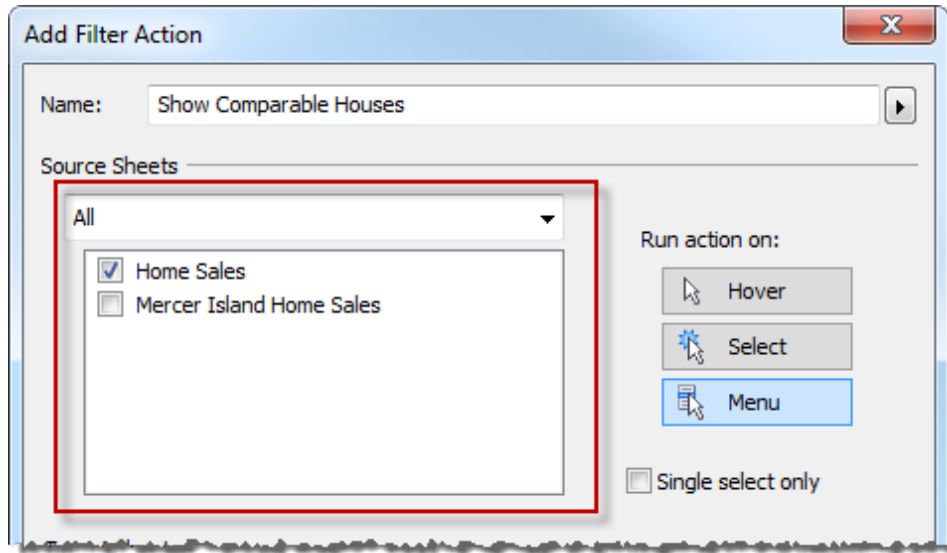 Add Filter Action
Name: Show Comparable Houses
Source Sheets
All
Home Sales
Mercer Island Home Sales
Run action on:
Hover
Select
Menu
Single select only